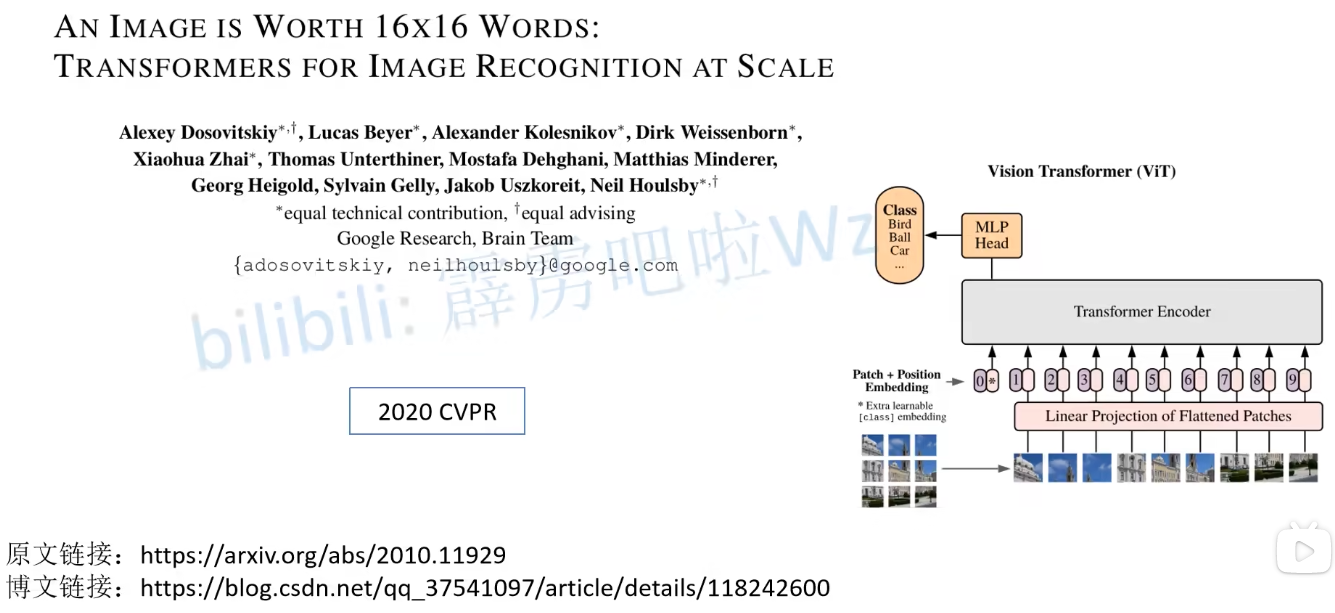 AN IMAGE IS WORTH 16X16 WORDS:
TRANSFORMERS FOR IMAGE RECOGNITION AT SCALE
Alexey Dosovitskiy*,†, Lucas Beyer*, Alexander Kolesnikov*, Dirk Weissenborn*,
Xiaohua Zhai*, Thomas Unterthiner, Mostafa Dehghani, Matthias Minderer,
Georg Heigold, Sylvain Gelly, Jakob Uszkoreit, Neil Houlsby*,†
*equal technical contribution, †equal advising
Google Research, Brain Team
{adosovitskiy, neilhoulsby}@google.com
bilibili: 霹雳吧啦Wz
2020 CVPR
Vision Transformer (ViT)
Class
Bird
Ball
Car
...
MLP
Head
Transformer Encoder
Patch + Position
Embedding
* Extra learnable
[class] embedding
0 * 1 2 3 4 5 6 7 8 9
Linear Projection of Flattened Patches
原文链接：https://arxiv.org/abs/2010.11929
博文链接：https://blog.csdn.net/qq_37541097/article/details/118242600